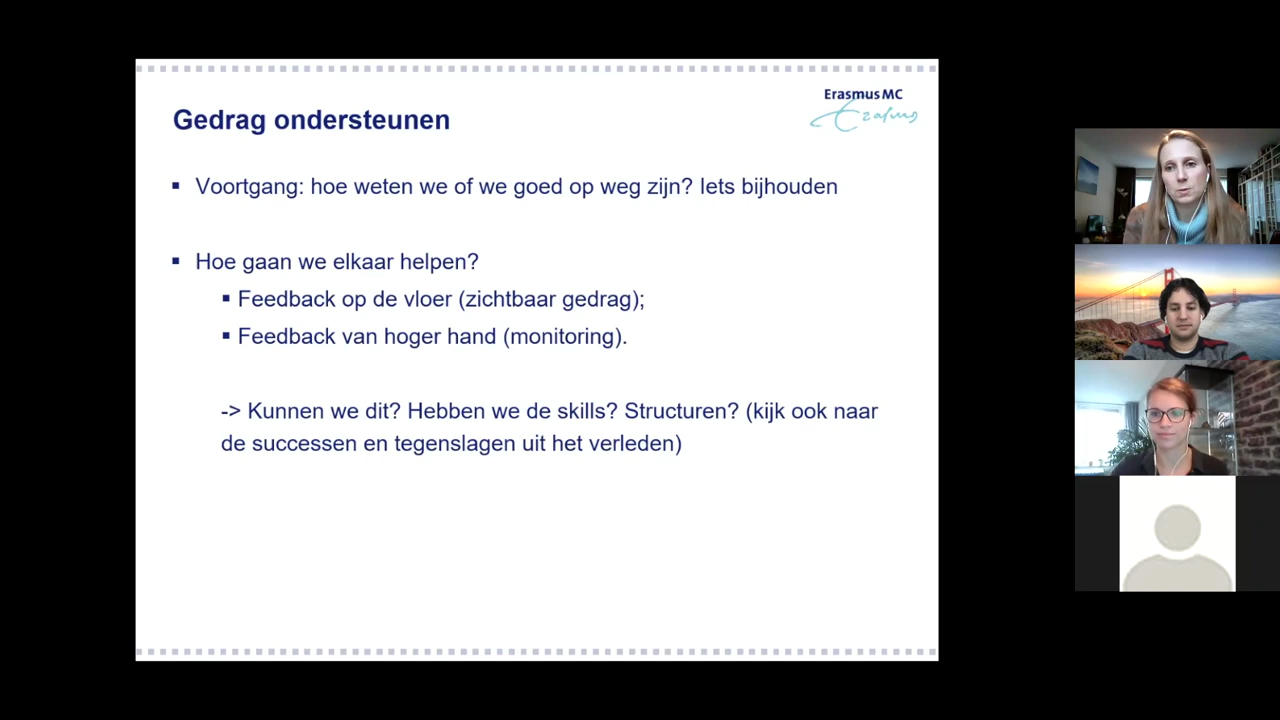 Erasmus MC
Erasmus
Gedrag ondersteunen
▪ Voortgang: hoe weten we of we goed op weg zijn? Iets bijhouden
▪ Hoe gaan we elkaar helpen?
▪ Feedback op de vloer (zichtbaar gedrag);
▪ Feedback van hoger hand (monitoring).
-> Kunnen we dit? Hebben we de skills? Structuren? (kijk ook naar
de successen en tegenslagen uit het verleden)